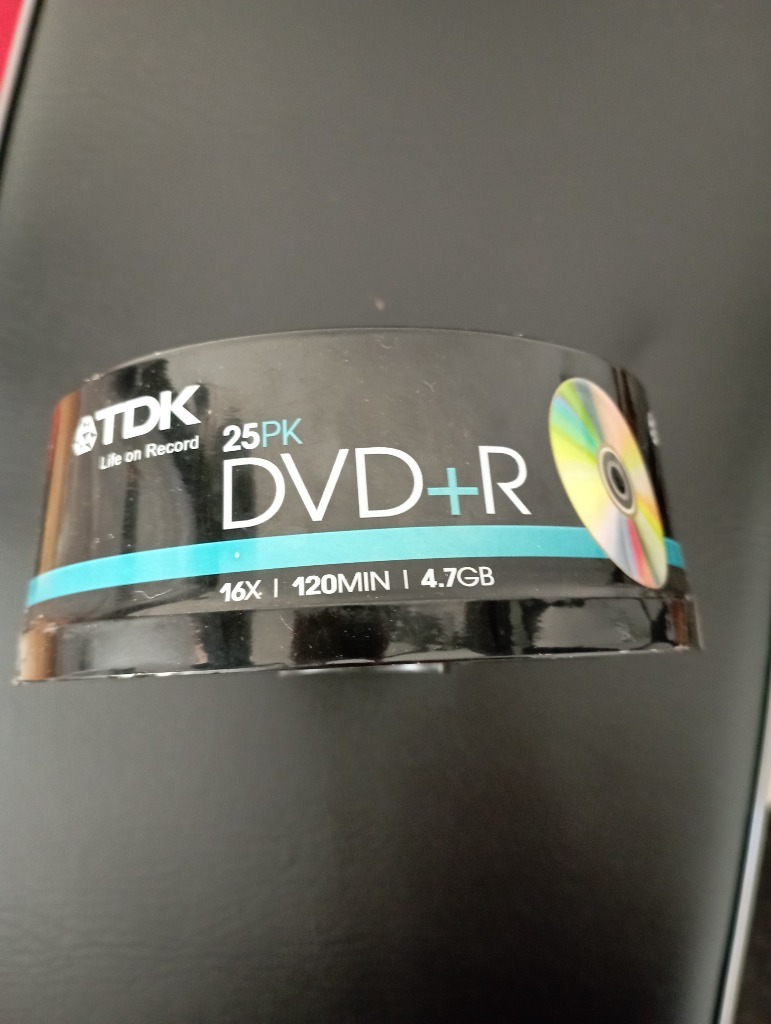 TDK
Life on Record
25PK
DVD+R
16X | 120MIN | 4.7GB